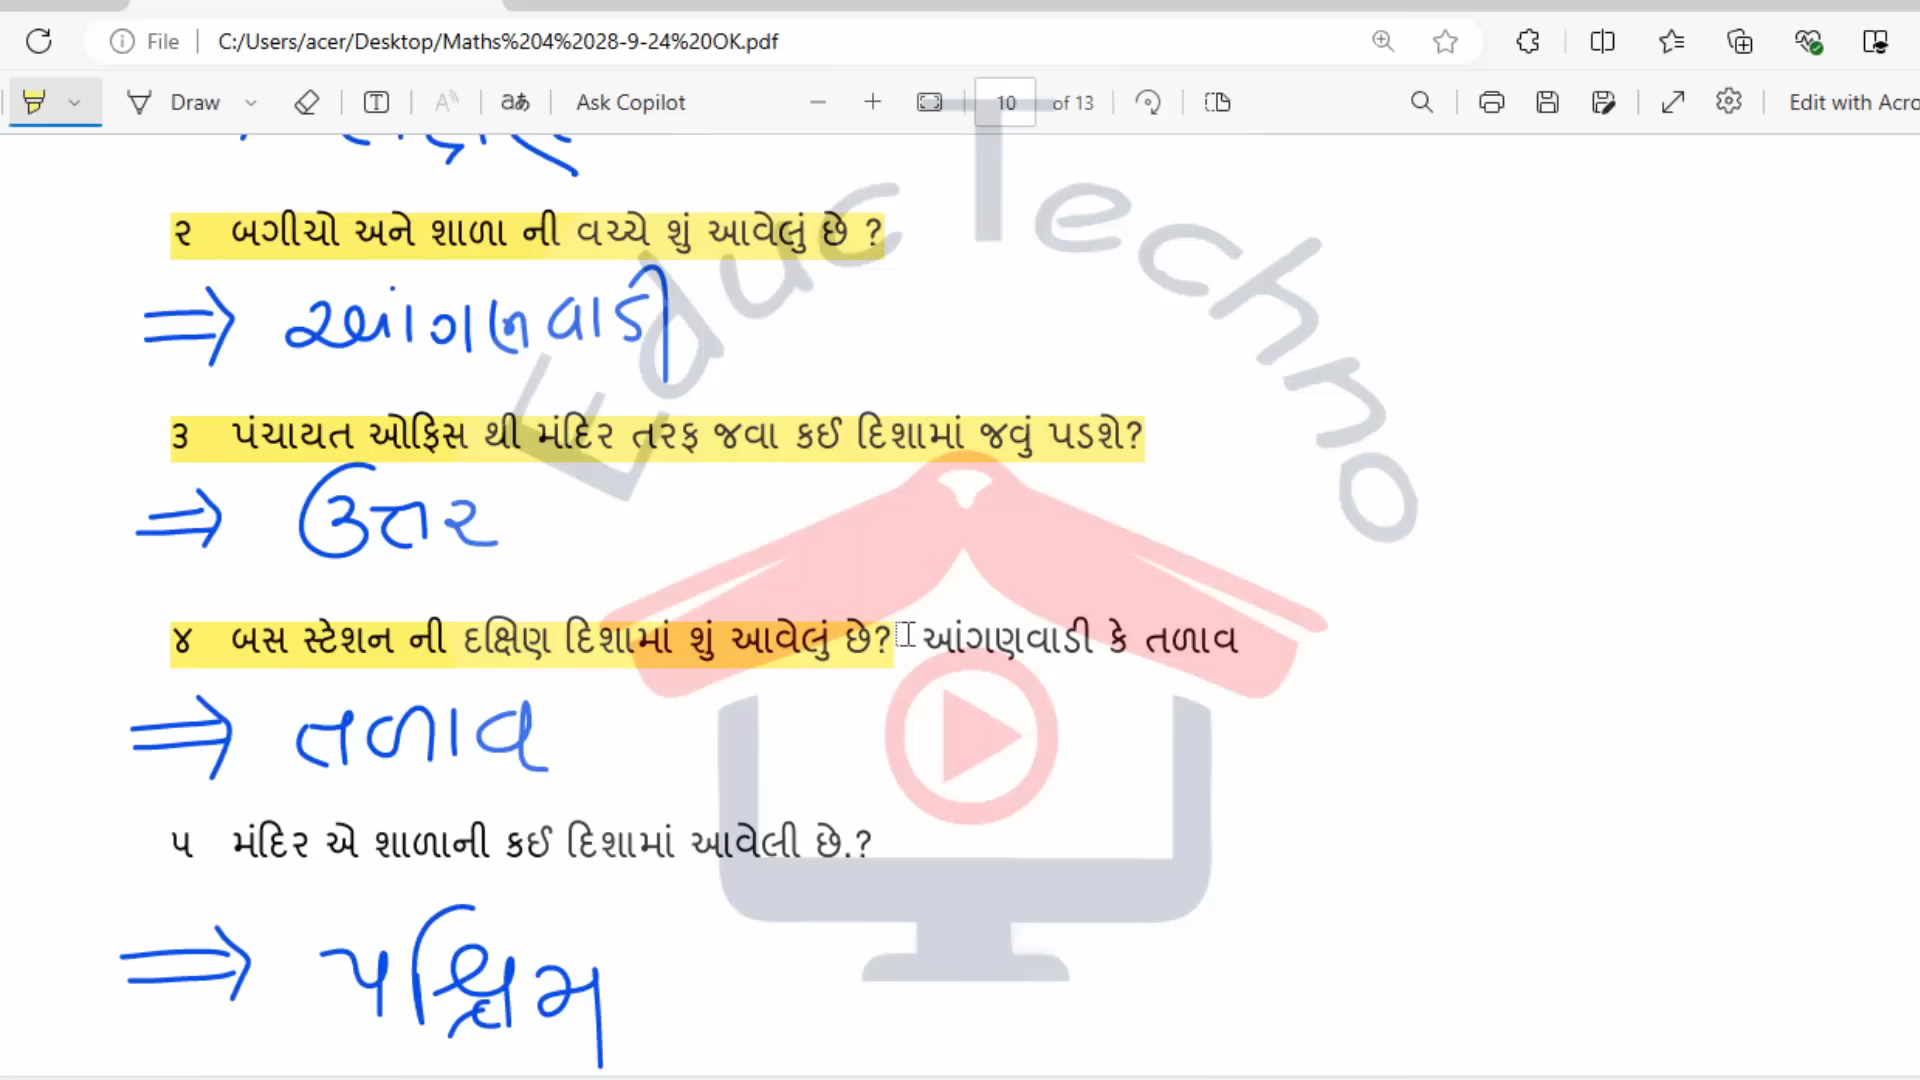 File C:/Users/acer/Desktop/Maths%204%2028-9-24%20OK.pdf
Draw Ask Copilot 10 of 13 Edit with Acro
૨ બગીચો અને શાળા ની વચ્ચે શું આવેલું છે ?
⇒ આંગણવાડી
૩ પંચાયત ઓફિસ થી મંદિર તરફ જવા કઈ દિશામાં જવું પડશે?
⇒ ઉત્તર
૪ બસ સ્ટેશન ની દક્ષિણ દિશામાં શું આવેલું છે? આંગણવાડી કે તળાવ
⇒ તળાવ
૫ મંદિર એ શાળાની કઈ દિશામાં આવેલી છે.?
⇒ પશ્ચિમ
Educ Techno